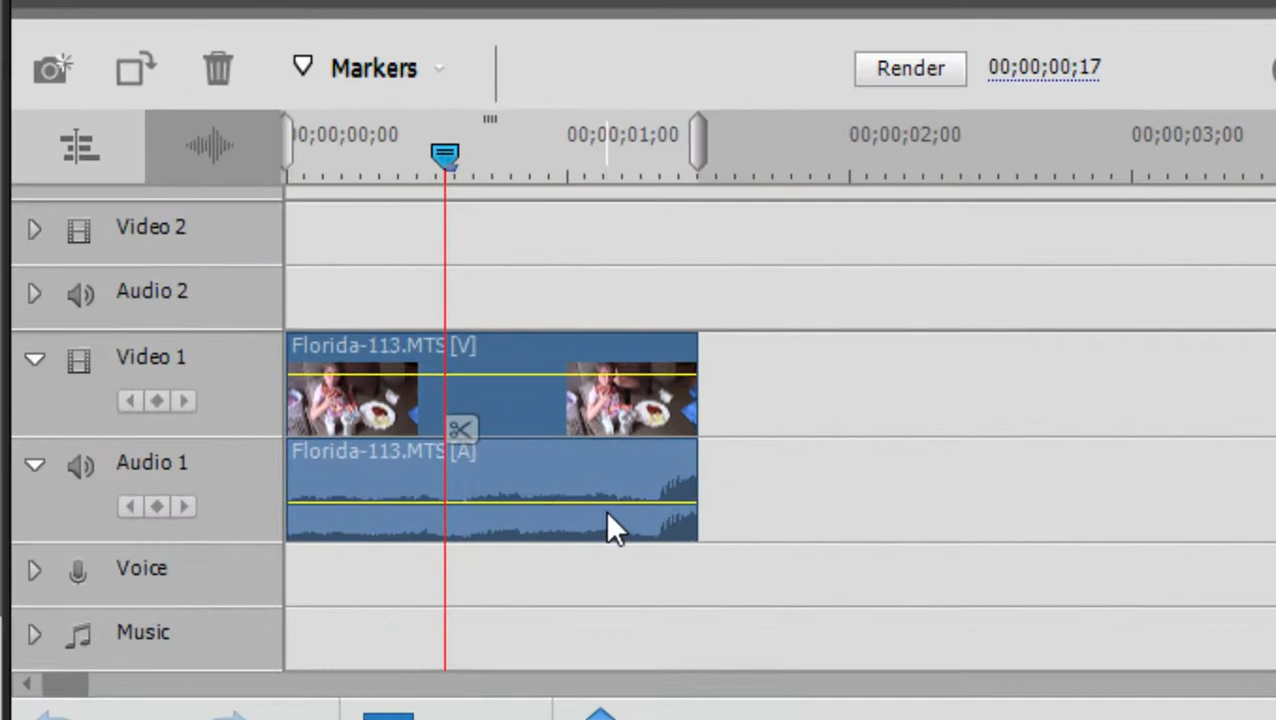 Markers
Render
00;00;00;17
0;00;00;00
00;00;01;00
00;00;02;00
00;00;03;00
Video 2
Audio 2
Video 1
Florida-113.MTS [V]
Audio 1
Florida-113.MTS [A]
Voice
Music